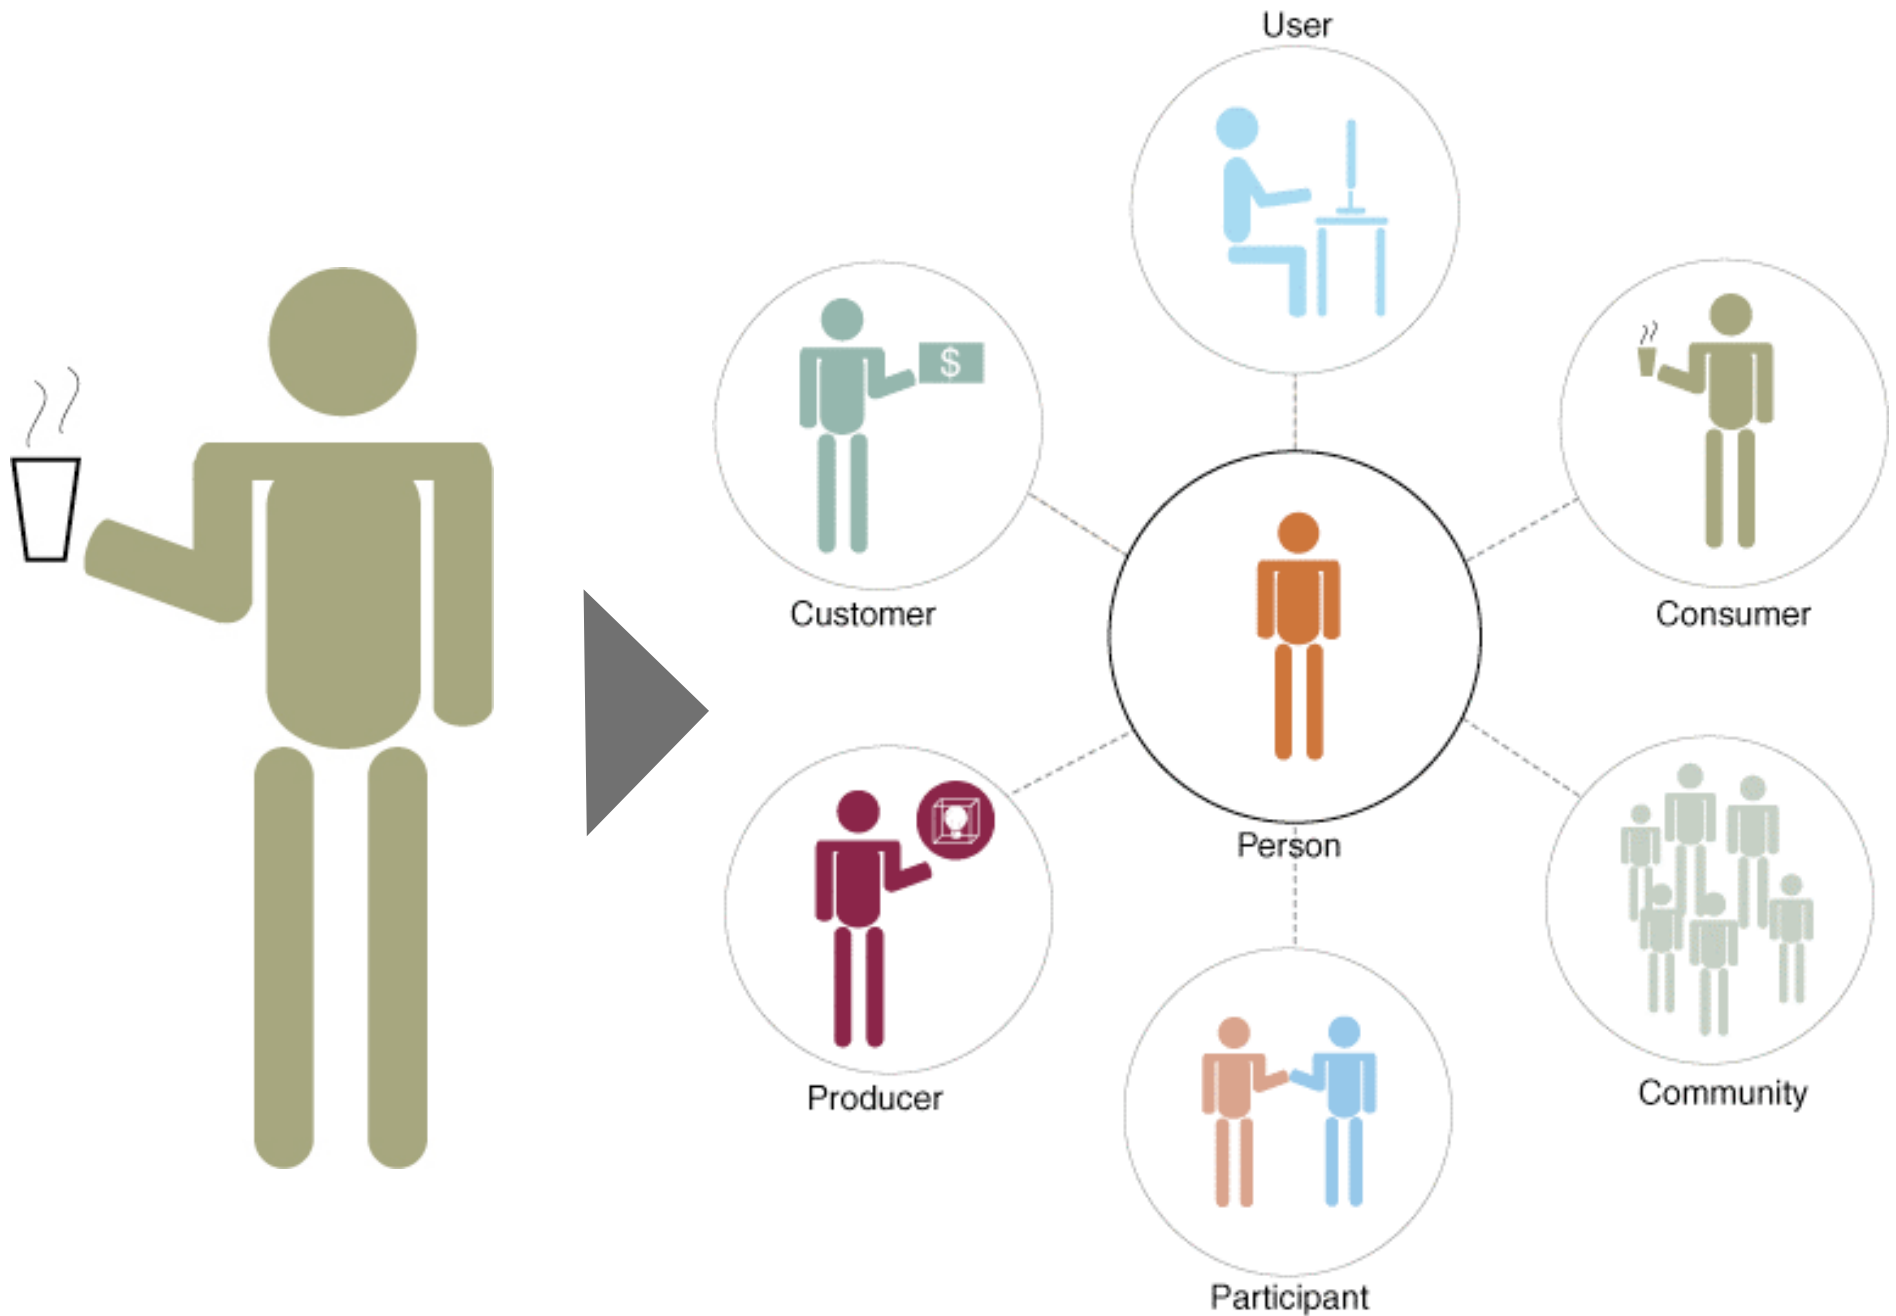 User
$
Customer
Consumer
Person
Producer
Community
Participant